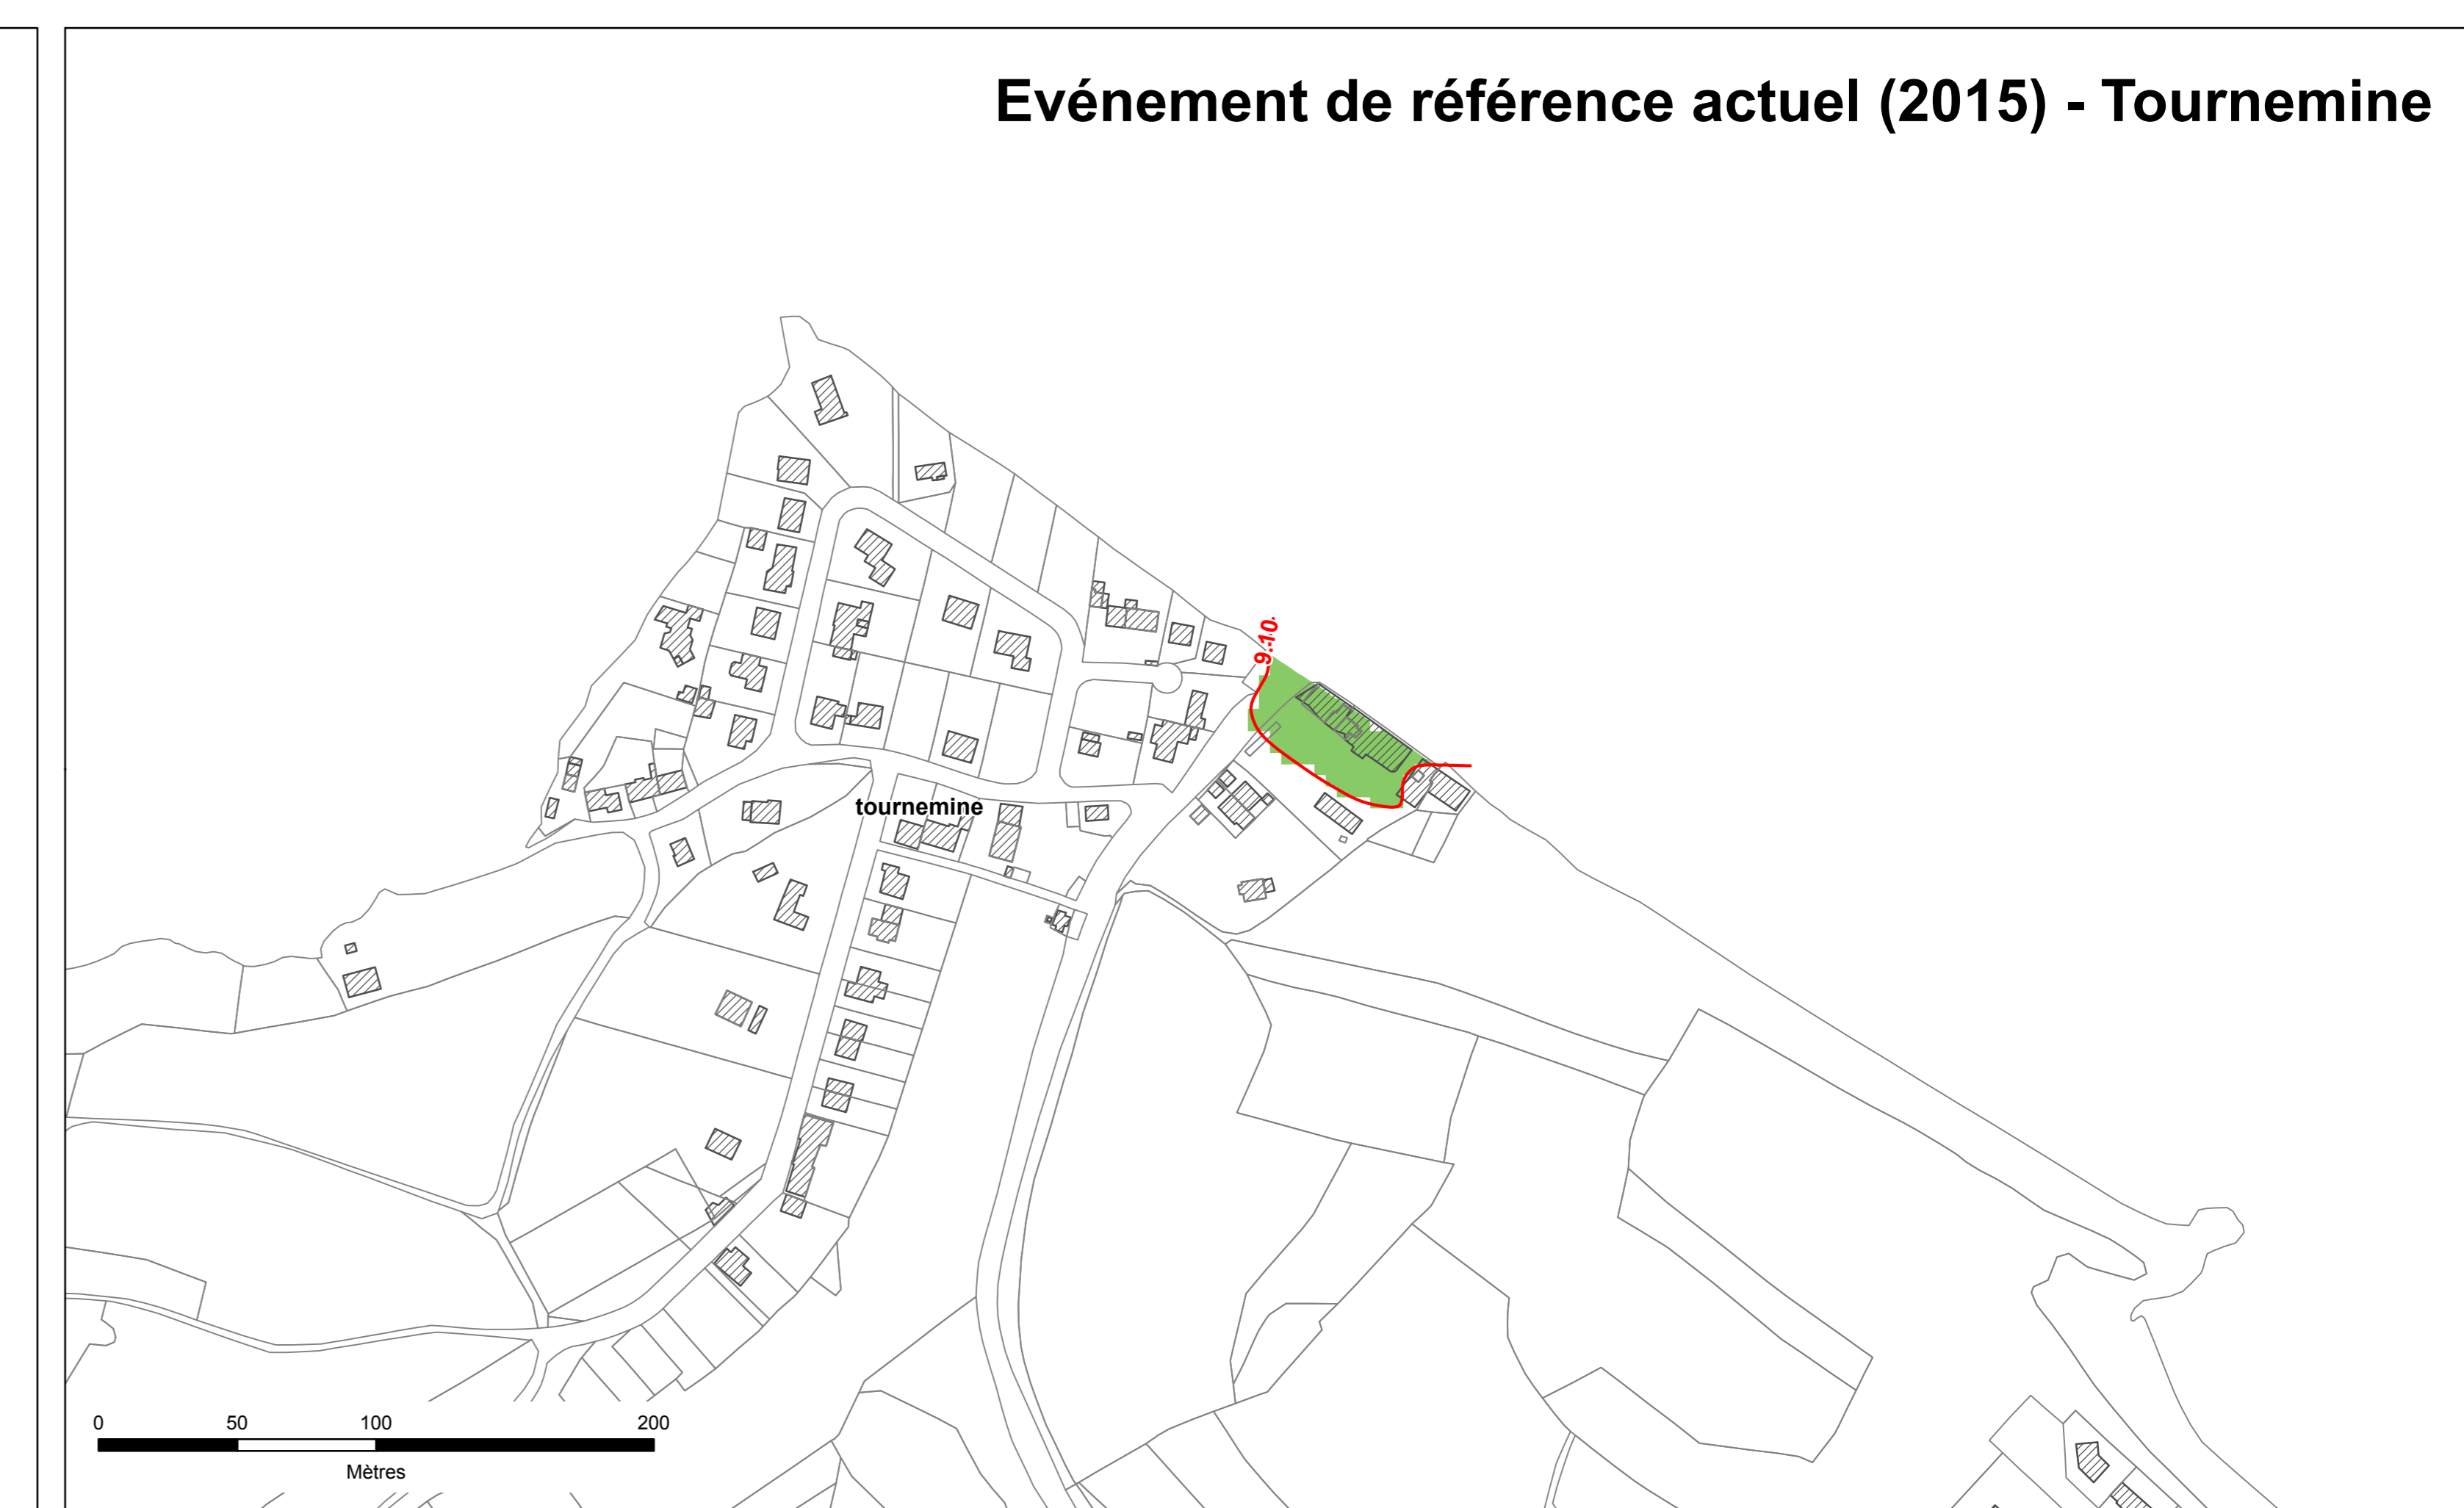 Evénement de référence actuel (2015) - Tournemine
9.10
tournemine
0 50 100 200
Mètres